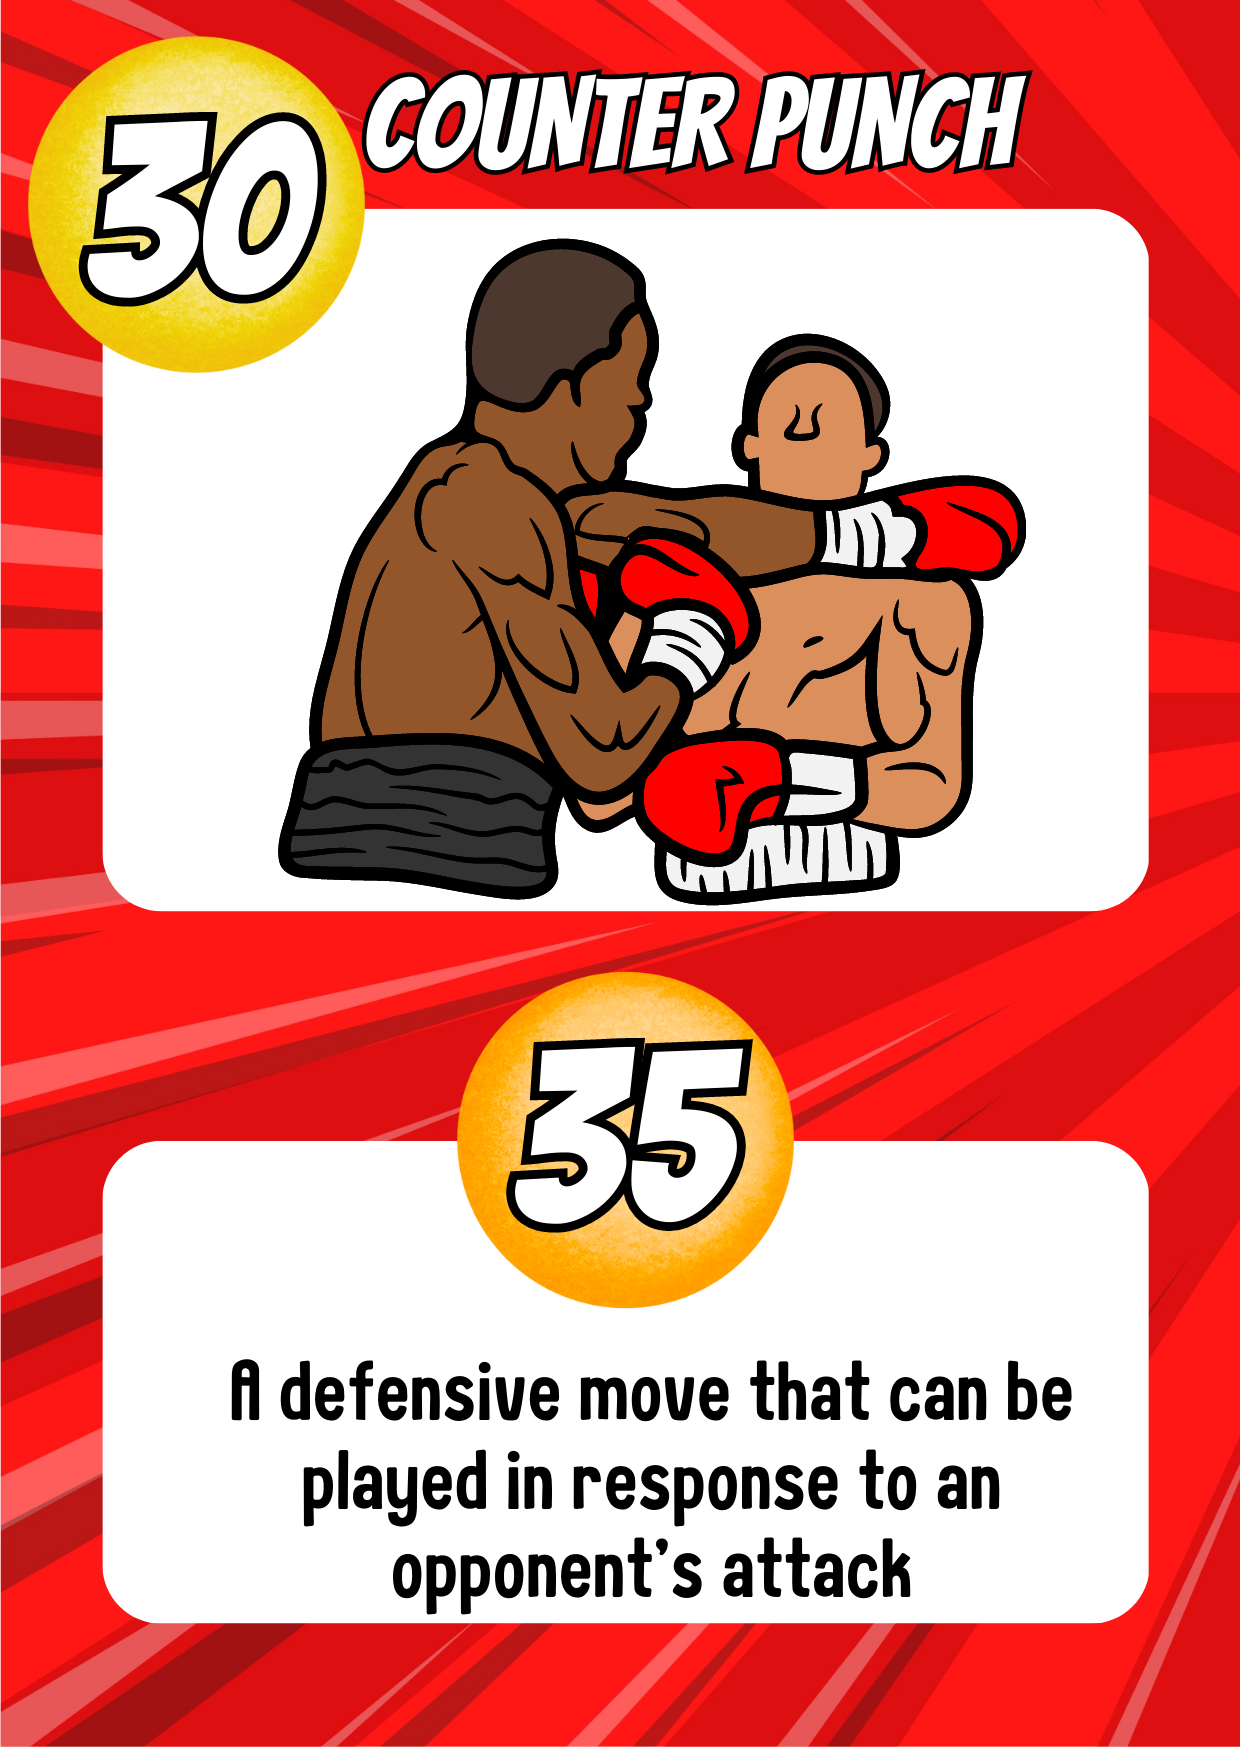 30
COUNTER PUNCH
35
A defensive move that can be
played in response to an
opponent's attack